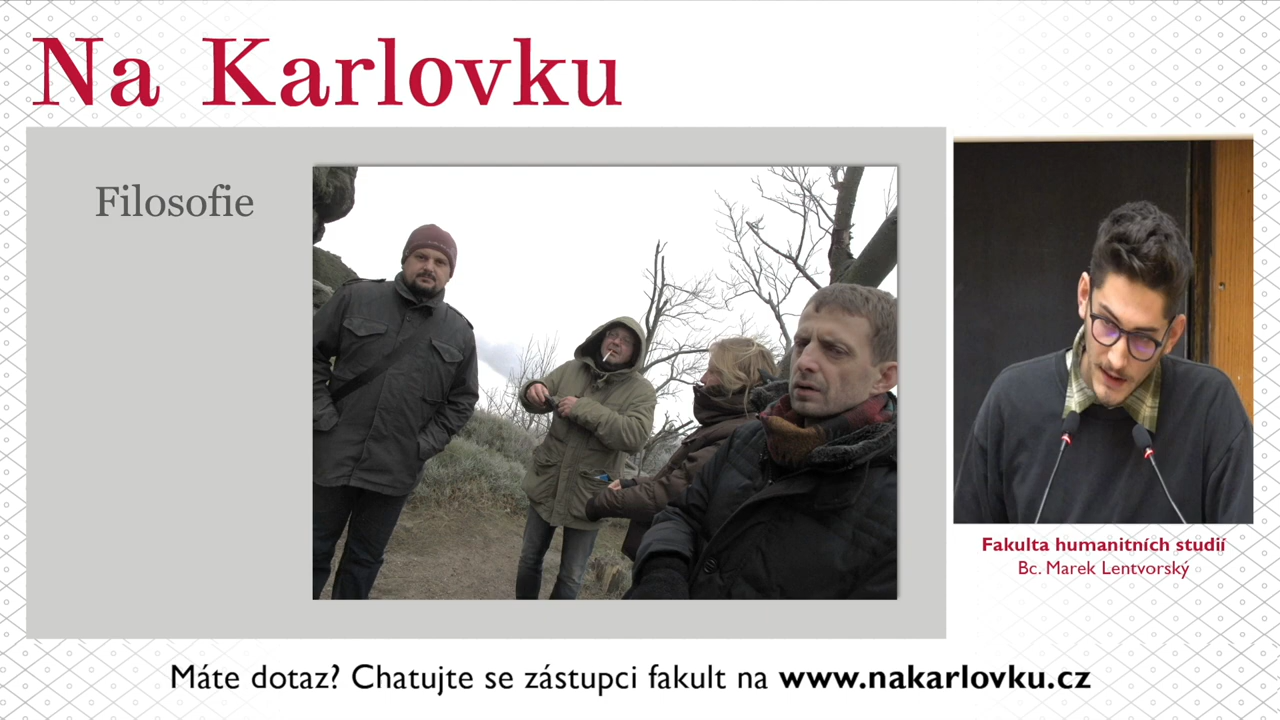 Na Karlovku
Filosofie
Fakulta humanitních studií
Bc. Marek Lentvorský
Máte dotaz? Chatujte se zástupci fakult na www.nakarlovku.cz